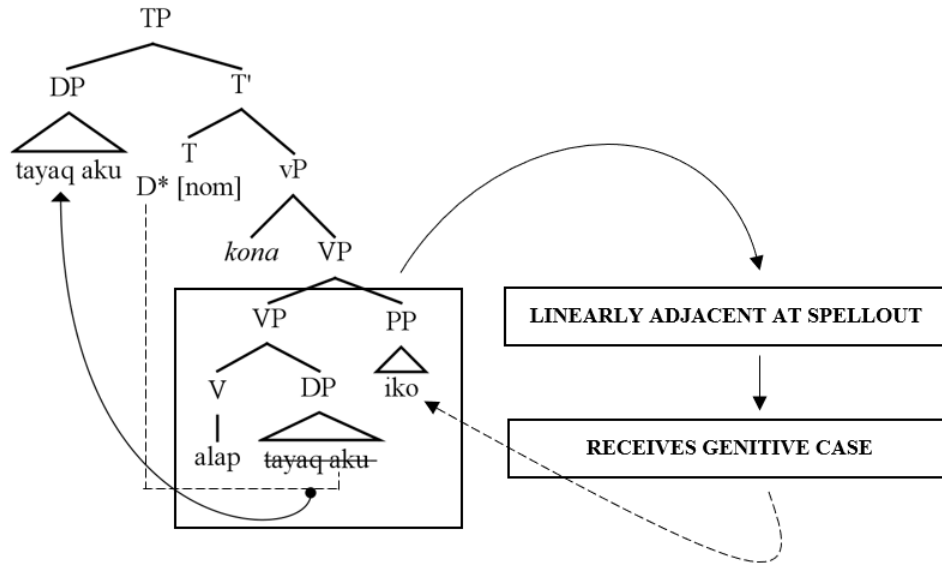 TP
DP T'
tayaq aku T vP
D* [nom]
kona VP
VP PP
V DP iko
alap tayaq aku
LINEARLY ADJACENT AT SPELLOUT
RECEIVES GENITIVE CASE